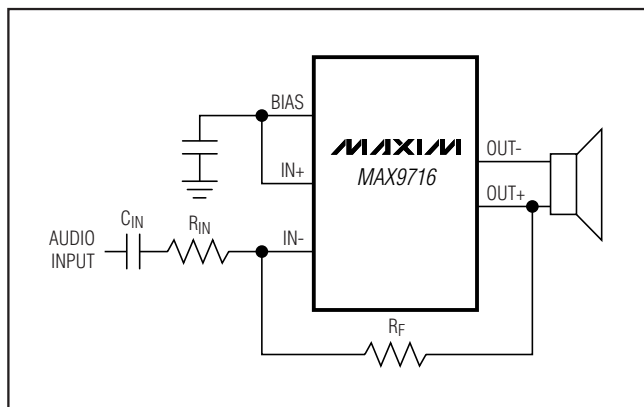 BIAS
MAXIM
OUT-
IN+
MAX9716
OUT+
CIN
RIN
AUDIO
INPUT
IN-
RF